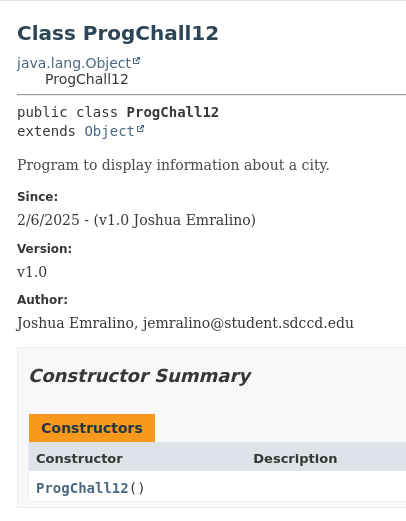 Class ProgChall12
java.lang.Object
ProgChall12
public class ProgChall12
extends Object
Program to display information about a city.
Since:
2/6/2025 - (v1.0 Joshua Emralino)
Version:
v1.0
Author:
Joshua Emralino, jemralino@student.sdccd.edu
Constructor Summary
Constructors
Constructor Description
ProgChall12()